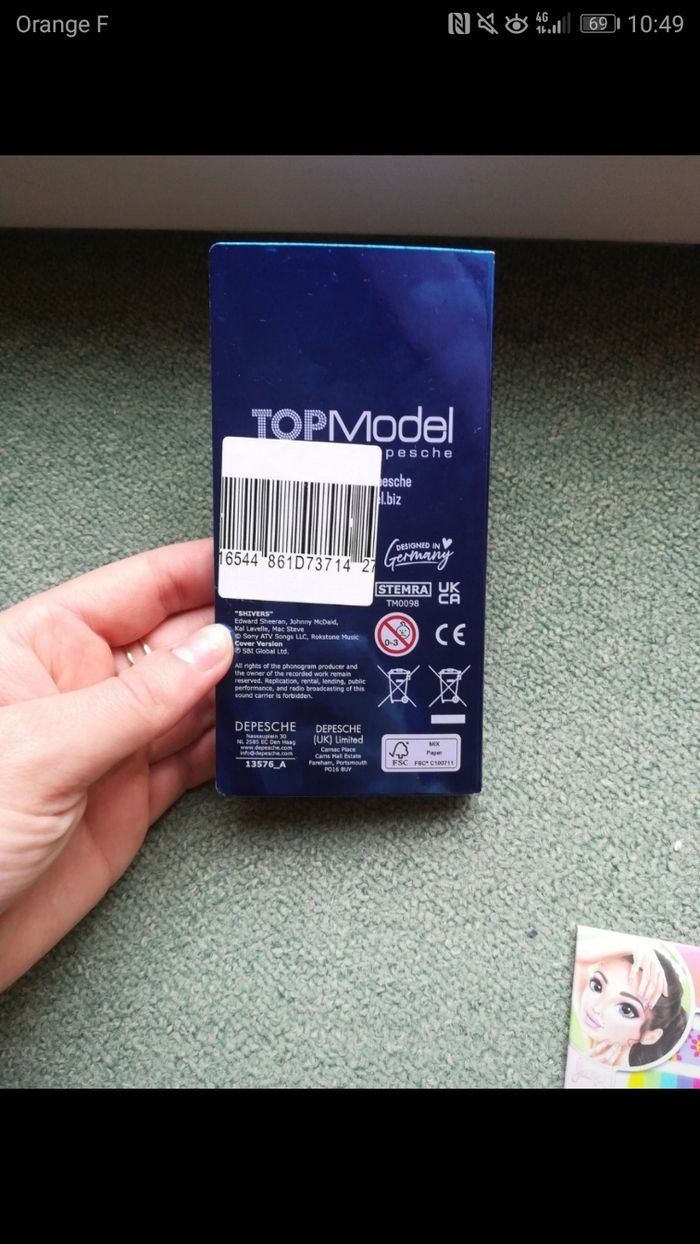 Orange F 4G 69 10:49
TOPModel
pesche
pesche
l.biz
16544 861D73714 27
DESIGNED IN
Germany
STEMRA UK
CA
TM0098
"SHIVERS"
Edward Sheeran, Johnny McDaid,
Kal Lavelle, Mac Steve
© Sony ATV Songs LLC, Rokstone Music
Cover Version
℗ SBI Global Ltd.
0-3
CE
All rights of the phonogram producer and
the owner of the recorded work remain
reserved. Replication, rental, lending, public
performance, and radio broadcasting of this
sound carrier is forbidden.
DEPESCHE
Nassauplein 30
NL 2585 EC Den Haag
www.depesche.com
info@depesche.com
13576_A
DEPESCHE
(UK) Limited
Carnac Place
Cams Hall Estate
Fareham, Portsmouth
PO16 8UY
FSC
MIX
Paper
FSC® C100711